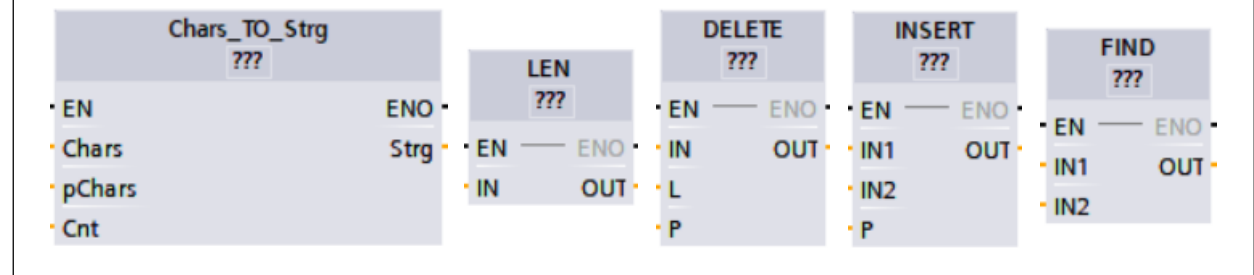 Chars_TO_Strg
???
EN ENO
Chars Strg
pChars
Cnt
LEN
???
EN ENO
IN OUT
DELETE
???
EN ENO
IN OUT
L
P
INSERT
???
EN ENO
IN1 OUT
IN2
P
FIND
???
EN ENO
IN1 OUT
IN2